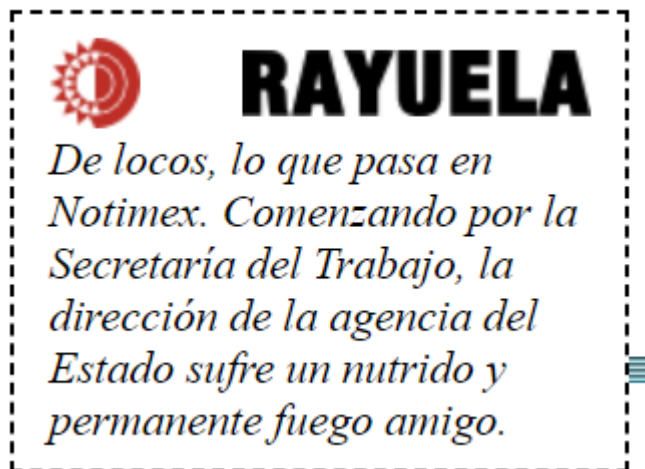 RAYUELA
De locos, lo que pasa en
Notimex. Comenzando por la
Secretaría del Trabajo, la
dirección de la agencia del
Estado sufre un nutrido y
permanente fuego amigo.